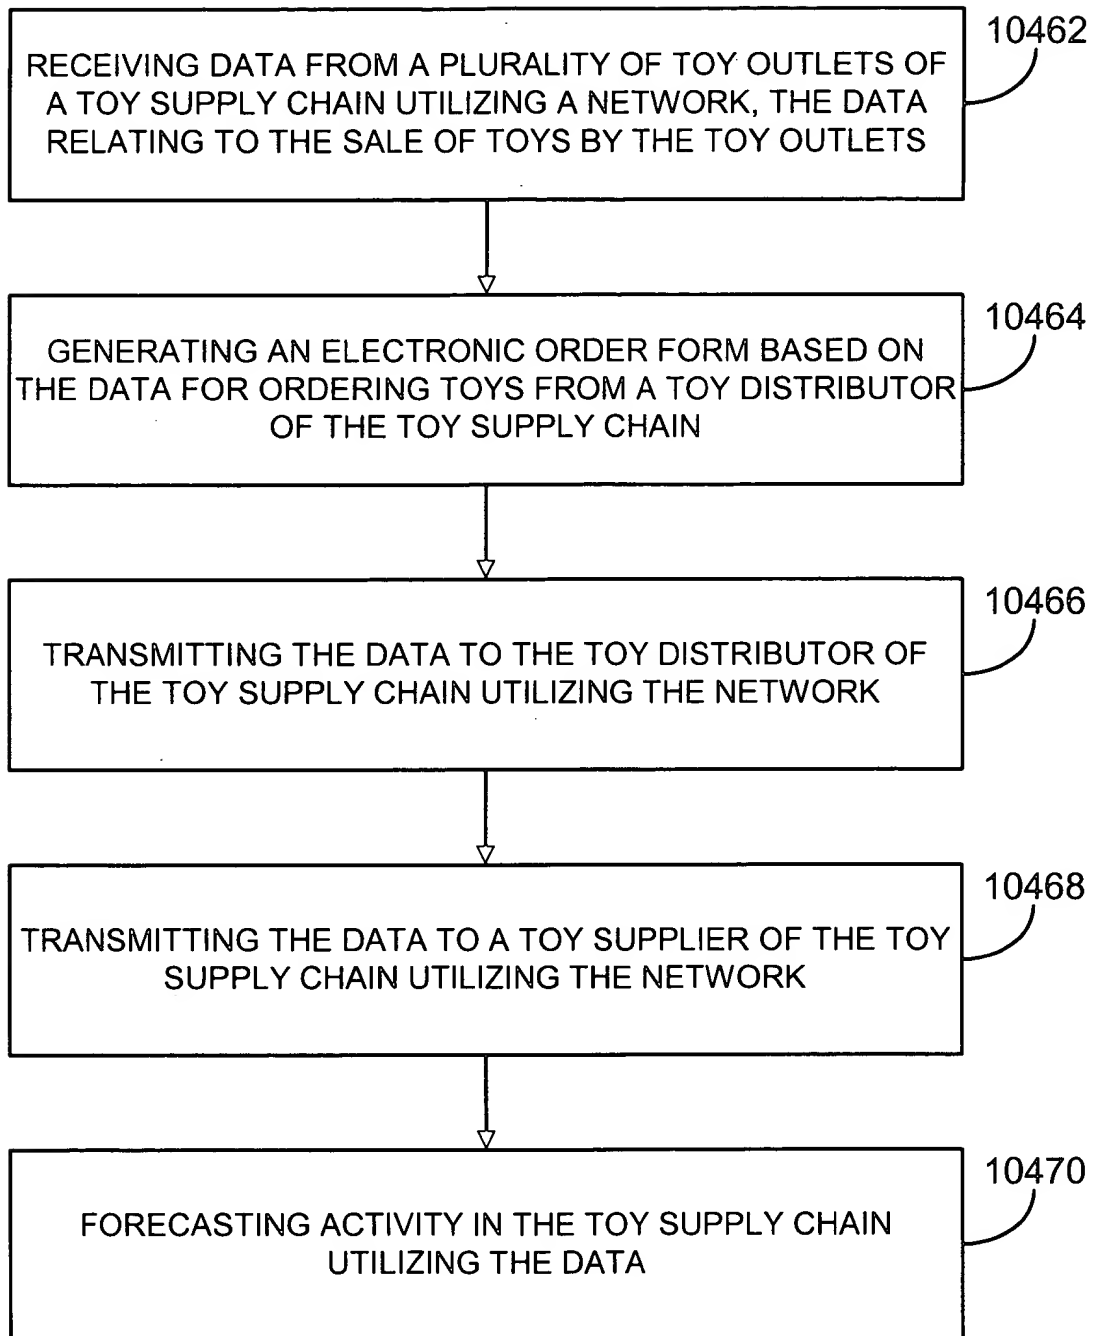 10462
RECEIVING DATA FROM A PLURALITY OF TOY OUTLETS OF
A TOY SUPPLY CHAIN UTILIZING A NETWORK, THE DATA
RELATING TO THE SALE OF TOYS BY THE TOY OUTLETS
10464
GENERATING AN ELECTRONIC ORDER FORM BASED ON
THE DATA FOR ORDERING TOYS FROM A TOY DISTRIBUTOR
OF THE TOY SUPPLY CHAIN
10466
TRANSMITTING THE DATA TO THE TOY DISTRIBUTOR OF
THE TOY SUPPLY CHAIN UTILIZING THE NETWORK
10468
TRANSMITTING THE DATA TO A TOY SUPPLIER OF THE TOY
SUPPLY CHAIN UTILIZING THE NETWORK
10470
FORECASTING ACTIVITY IN THE TOY SUPPLY CHAIN
UTILIZING THE DATA